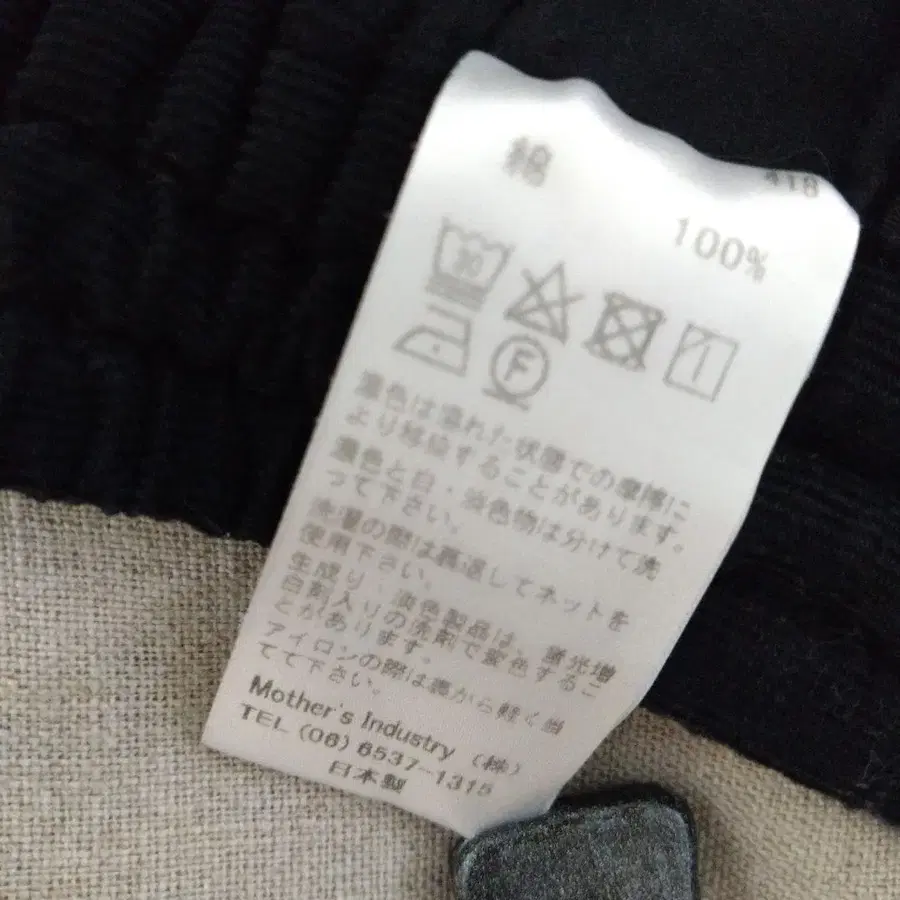 418
綿
100%
30
F
濃色は濡れた状態での摩擦に
より移染することがあります。
濃色と白・淡色物は分けて洗
って下さい。
洗濯の際は裏返してネットを
使用下さい。
生成り、淡色製品は、蛍光増
白剤入りの洗剤で変色するこ
とがあります。
アイロンの際は裏から軽く当
てて下さい。
Mother's Industry (株)
TEL (06) 6537-1315
日本製